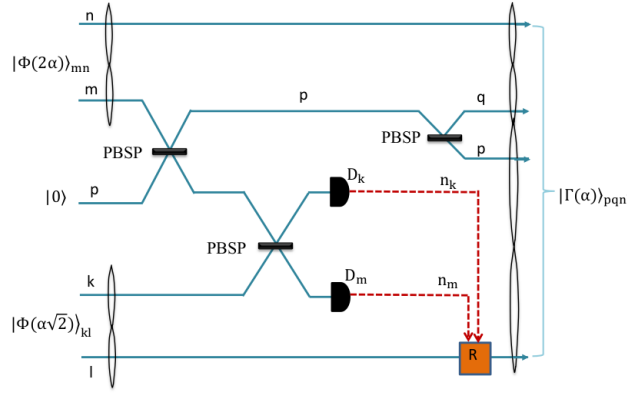 n
|Φ(2α)⟩mn
m
p
q
PBSP
PBSP
p
|0⟩
p
Dk
nk
|Γ(α)⟩pqn
PBSP
k
Dm
nm
|Φ(α√2)⟩kl
R
l